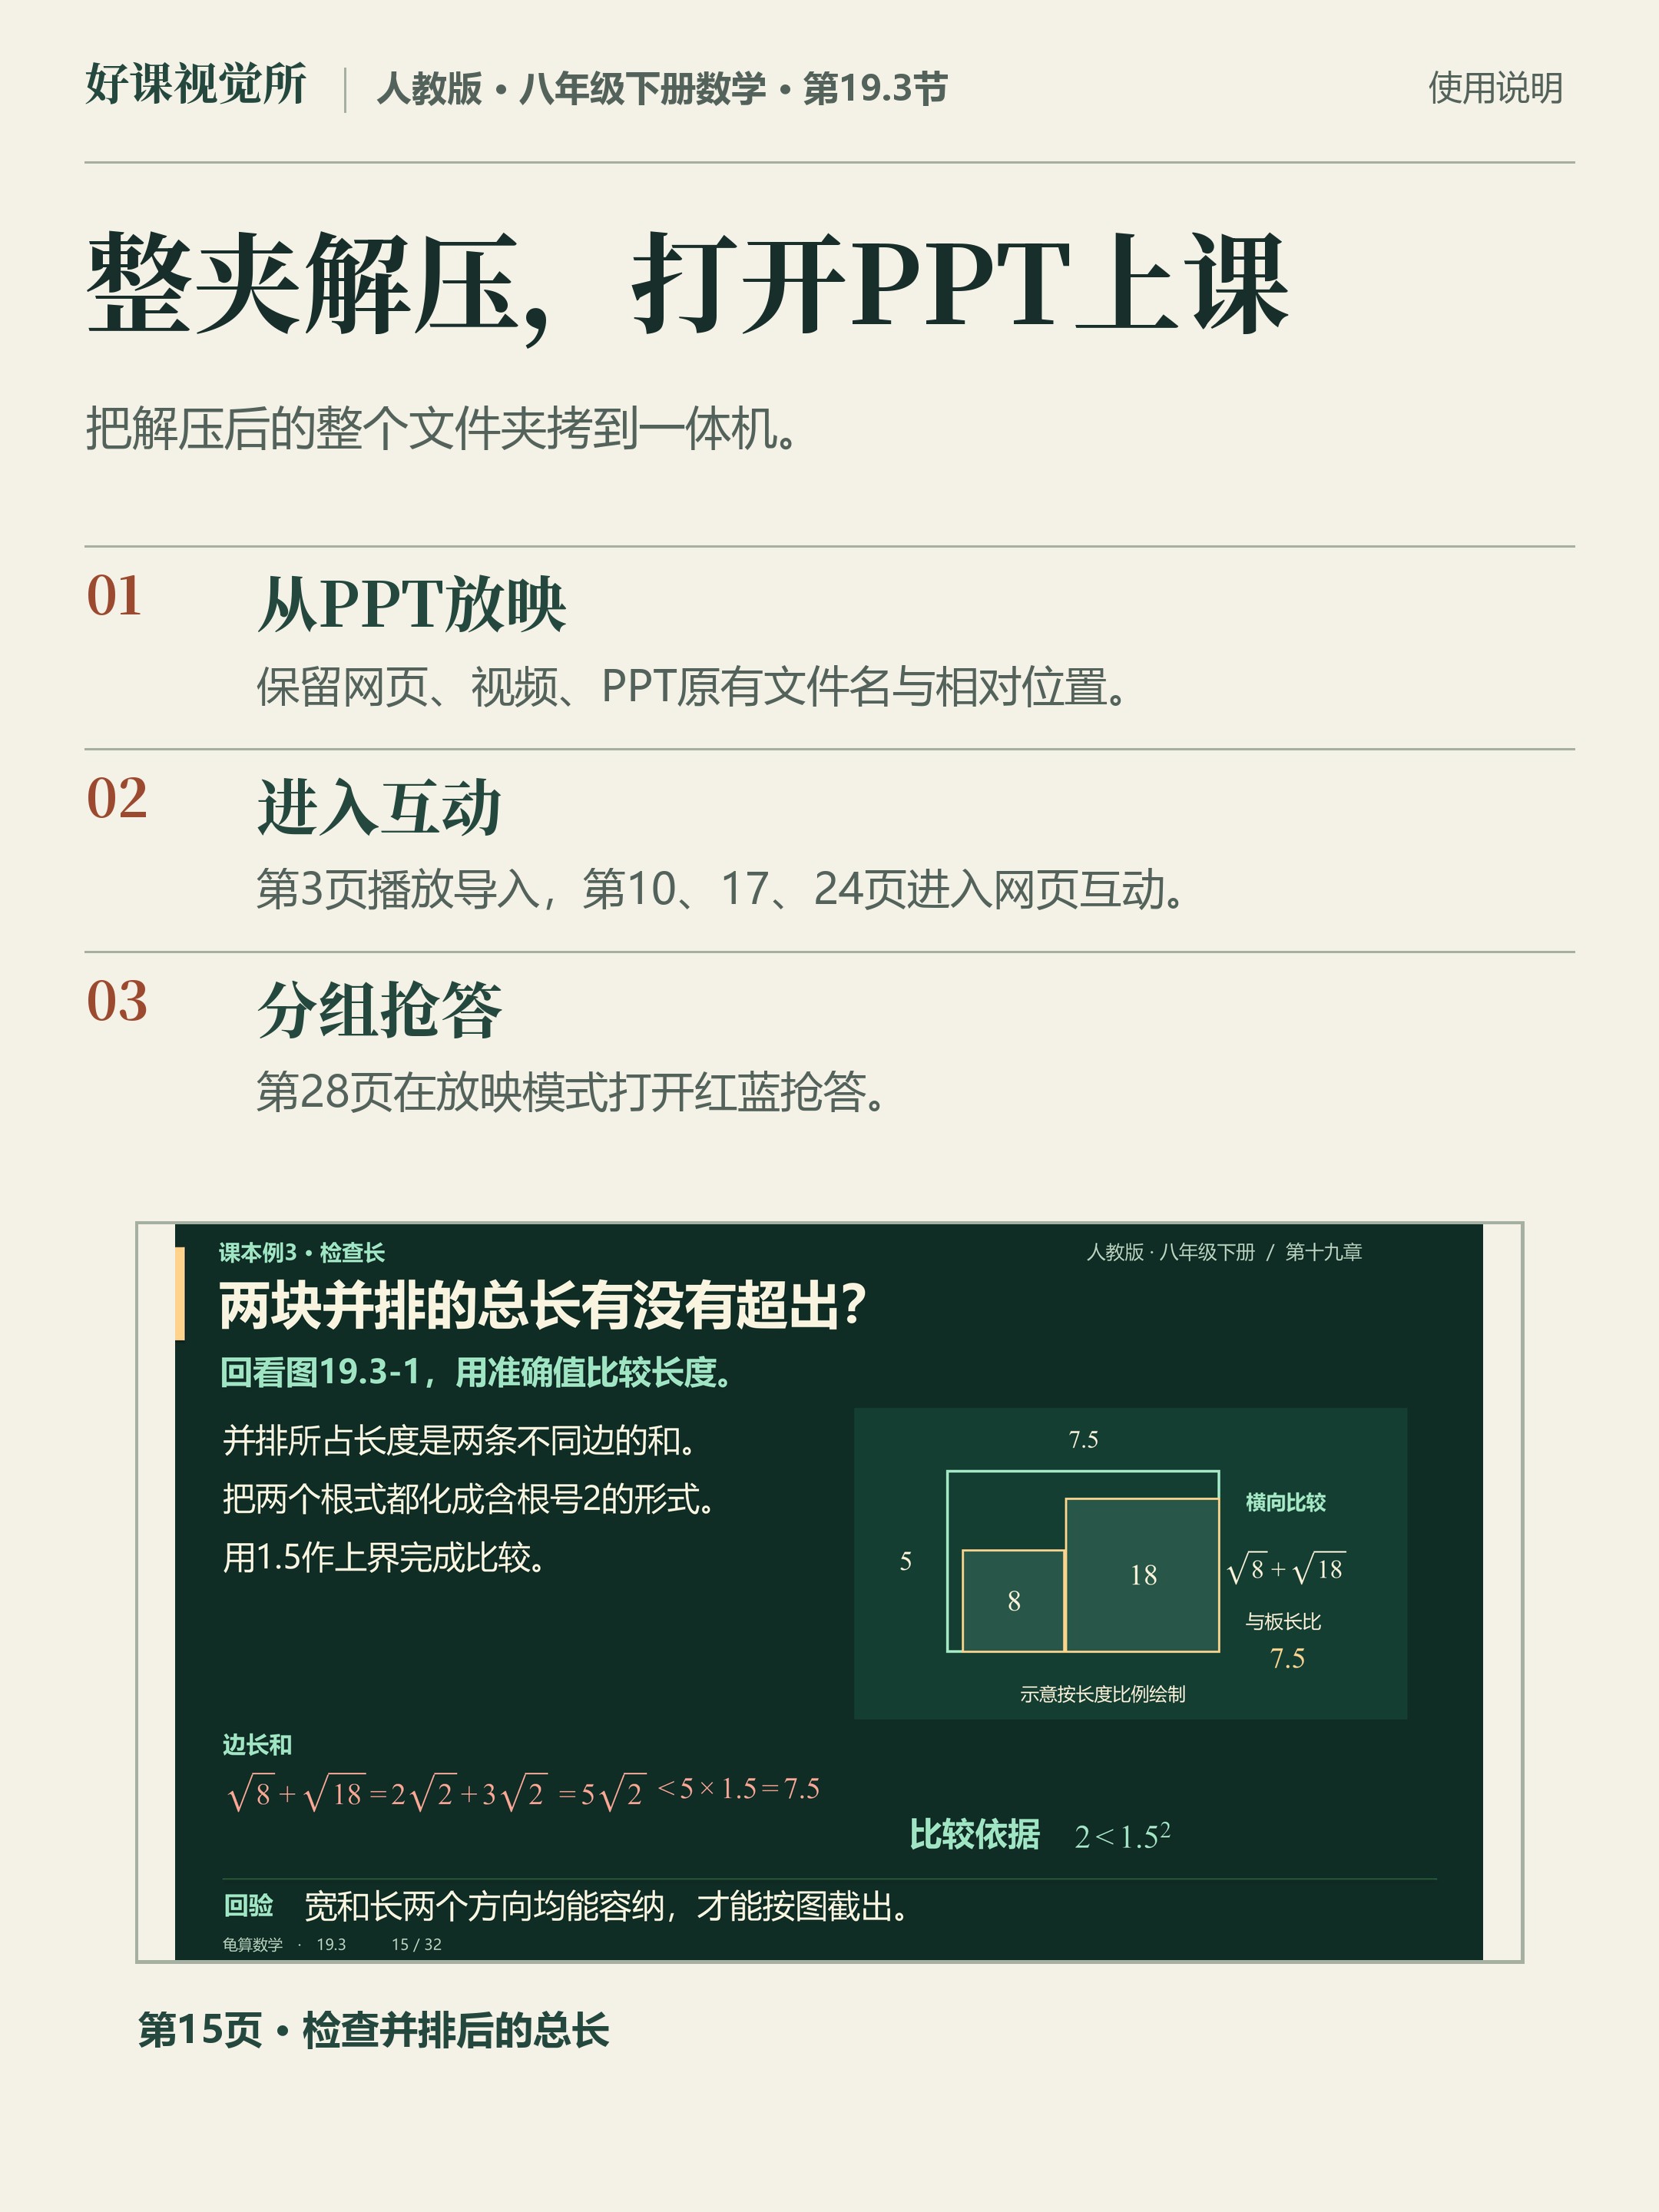 好课视觉所 人教版·八年级下册数学·第19.3节 使用说明
整夹解压，打开PPT上课
把解压后的整个文件夹拷到一体机。
01 从PPT放映
保留网页、视频、PPT原有文件名与相对位置。
02 进入互动
第3页播放导入，第10、17、24页进入网页互动。
03 分组抢答
第28页在放映模式打开红蓝抢答。
课本例3·检查长 人教版·八年级下册 / 第十九章
两块并排的总长有没有超出？
回看图19.3-1，用准确值比较长度。
并排所占长度是两条不同边的和。
把两个根式都化成含根号2的形式。
用1.5作上界完成比较。
7.5
5
8
18
横向比较
√8+√18
与板长比
7.5
示意按长度比例绘制
边长和
√8+√18=2√2+3√2 =5√2 <5×1.5=7.5
比较依据 2<1.5²
回验 宽和长两个方向均能容纳，才能按图截出。
龟算数学 · 19.3 15 / 32
第15页·检查并排后的总长